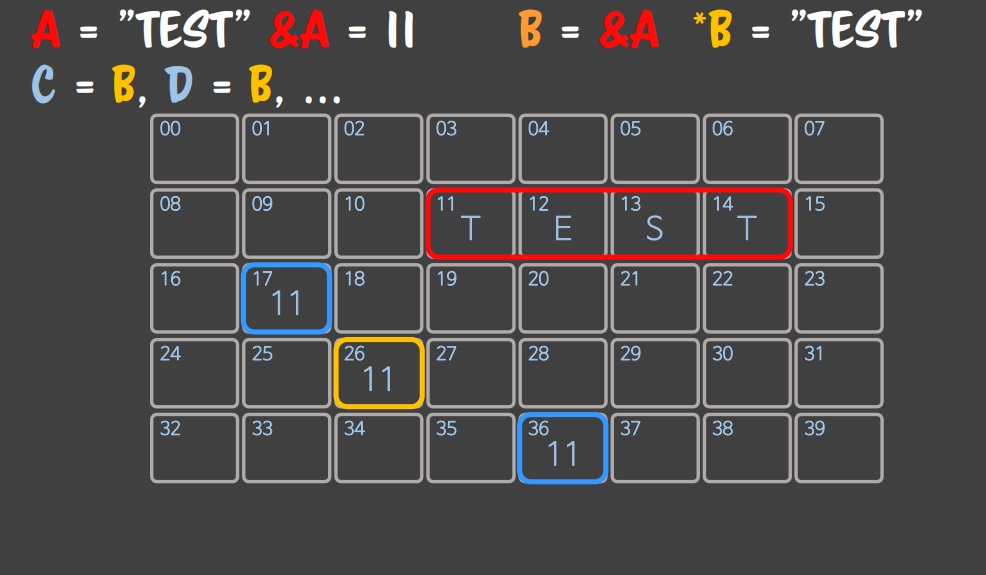 A = "TEST" &A = 11 B = &A *B = "TEST"
C = B, D = B, ...
00 01 02 03 04 05 06 07
08 09 10 11 12 13 14 15
T E S T
16 17 18 19 20 21 22 23
11
24 25 26 27 28 29 30 31
11
32 33 34 35 36 37 38 39
11